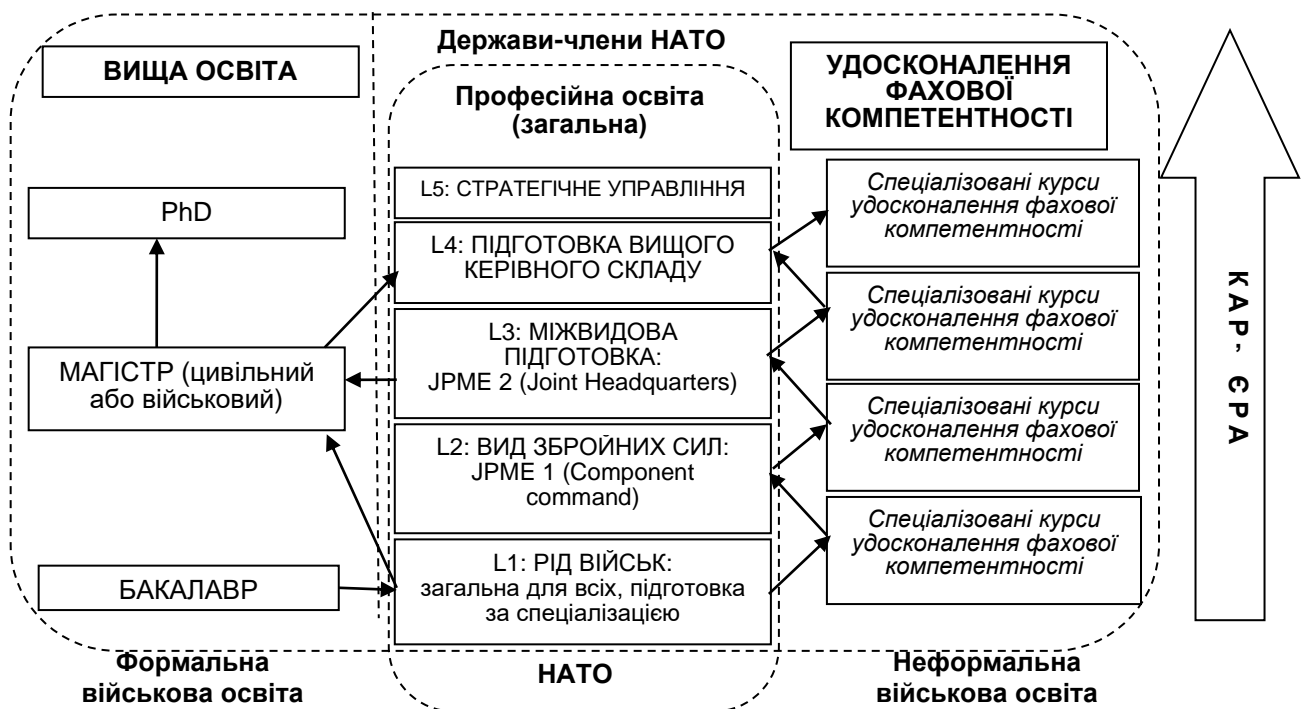 Держави-члени НАТО
ВИЩА ОСВІТА
PhD
МАГІСТР (цивільний
або військовий)
БАКАЛАВР
Формальна
військова освіта
Професійна освіта
(загальна)
L5: СТРАТЕГІЧНЕ УПРАВЛІННЯ
L4: ПІДГОТОВКА ВИЩОГО
КЕРІВНОГО СКЛАДУ
L3: МІЖВИДОВА
ПІДГОТОВКА:
JPME 2 (Joint Headquarters)
L2: ВИД ЗБРОЙНИХ СИЛ:
JPME 1 (Component
command)
L1: РІД ВІЙСЬК:
загальна для всіх, підготовка
за спеціалізацією
НАТО
УДОСКОНАЛЕННЯ
ФАХОВОЇ
КОМПЕТЕНТНОСТІ
Спеціалізовані курси
удосконалення фахової
компетентності
Спеціалізовані курси
удосконалення фахової
компетентності
Спеціалізовані курси
удосконалення фахової
компетентності
Спеціалізовані курси
удосконалення фахової
компетентності
Неформальна
військова освіта
КАР’ЄРА